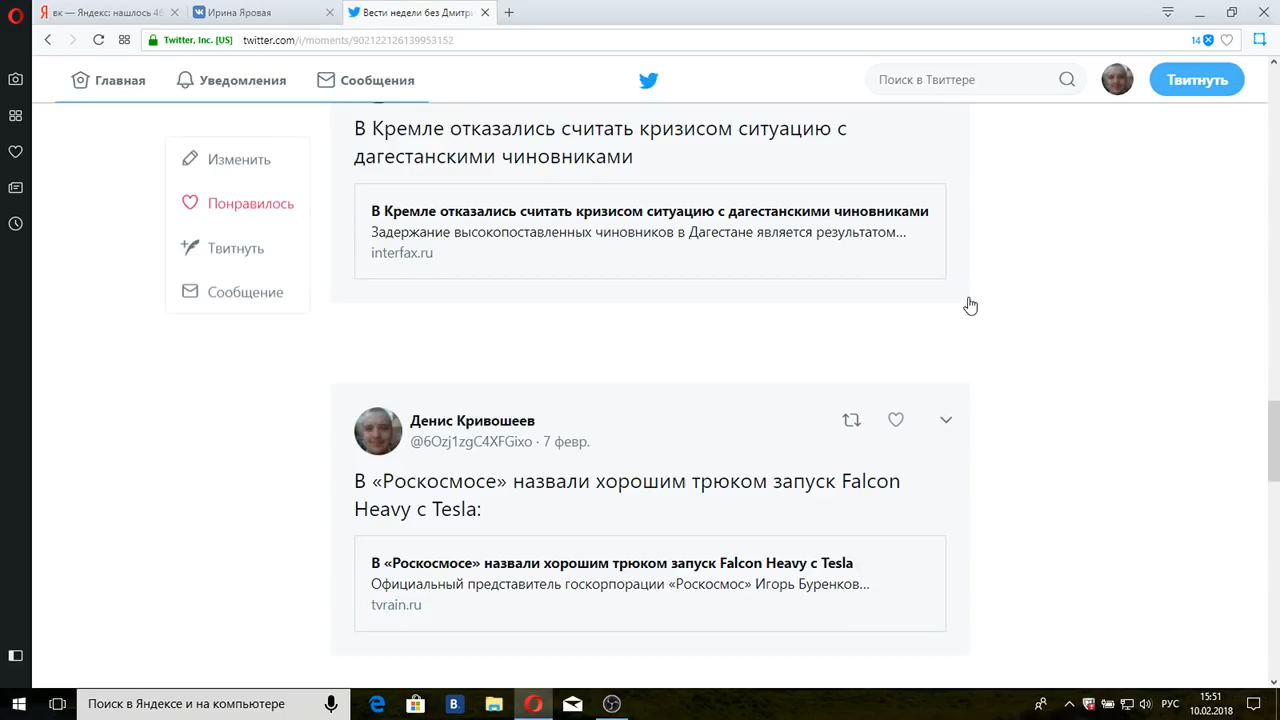 вк — Яндекс: нашлось 46
Ирина Яровая
Вести недели без Дмитр
Twitter, Inc. [US]
twitter.com/i/moments/902122126139953152
14
Главная
Уведомления
Сообщения
Поиск в Твиттере
Твитнуть
В Кремле отказались считать кризисом ситуацию с
дагестанскими чиновниками
Изменить
Понравилось
Твитнуть
Сообщение
В Кремле отказались считать кризисом ситуацию с дагестанскими чиновниками
Задержание высокопоставленных чиновников в Дагестане является результатом...
interfax.ru
Денис Кривошеев
@6Ozj1zgC4XFGixo · 7 февр.
В «Роскосмосе» назвали хорошим трюком запуск Falcon
Heavy с Tesla:
В «Роскосмосе» назвали хорошим трюком запуск Falcon Heavy с Tesla
Официальный представитель госкорпорации «Роскосмос» Игорь Буренков...
tvrain.ru
Поиск в Яндексе и на компьютере
B.
РУС
15:51
10.02.2018